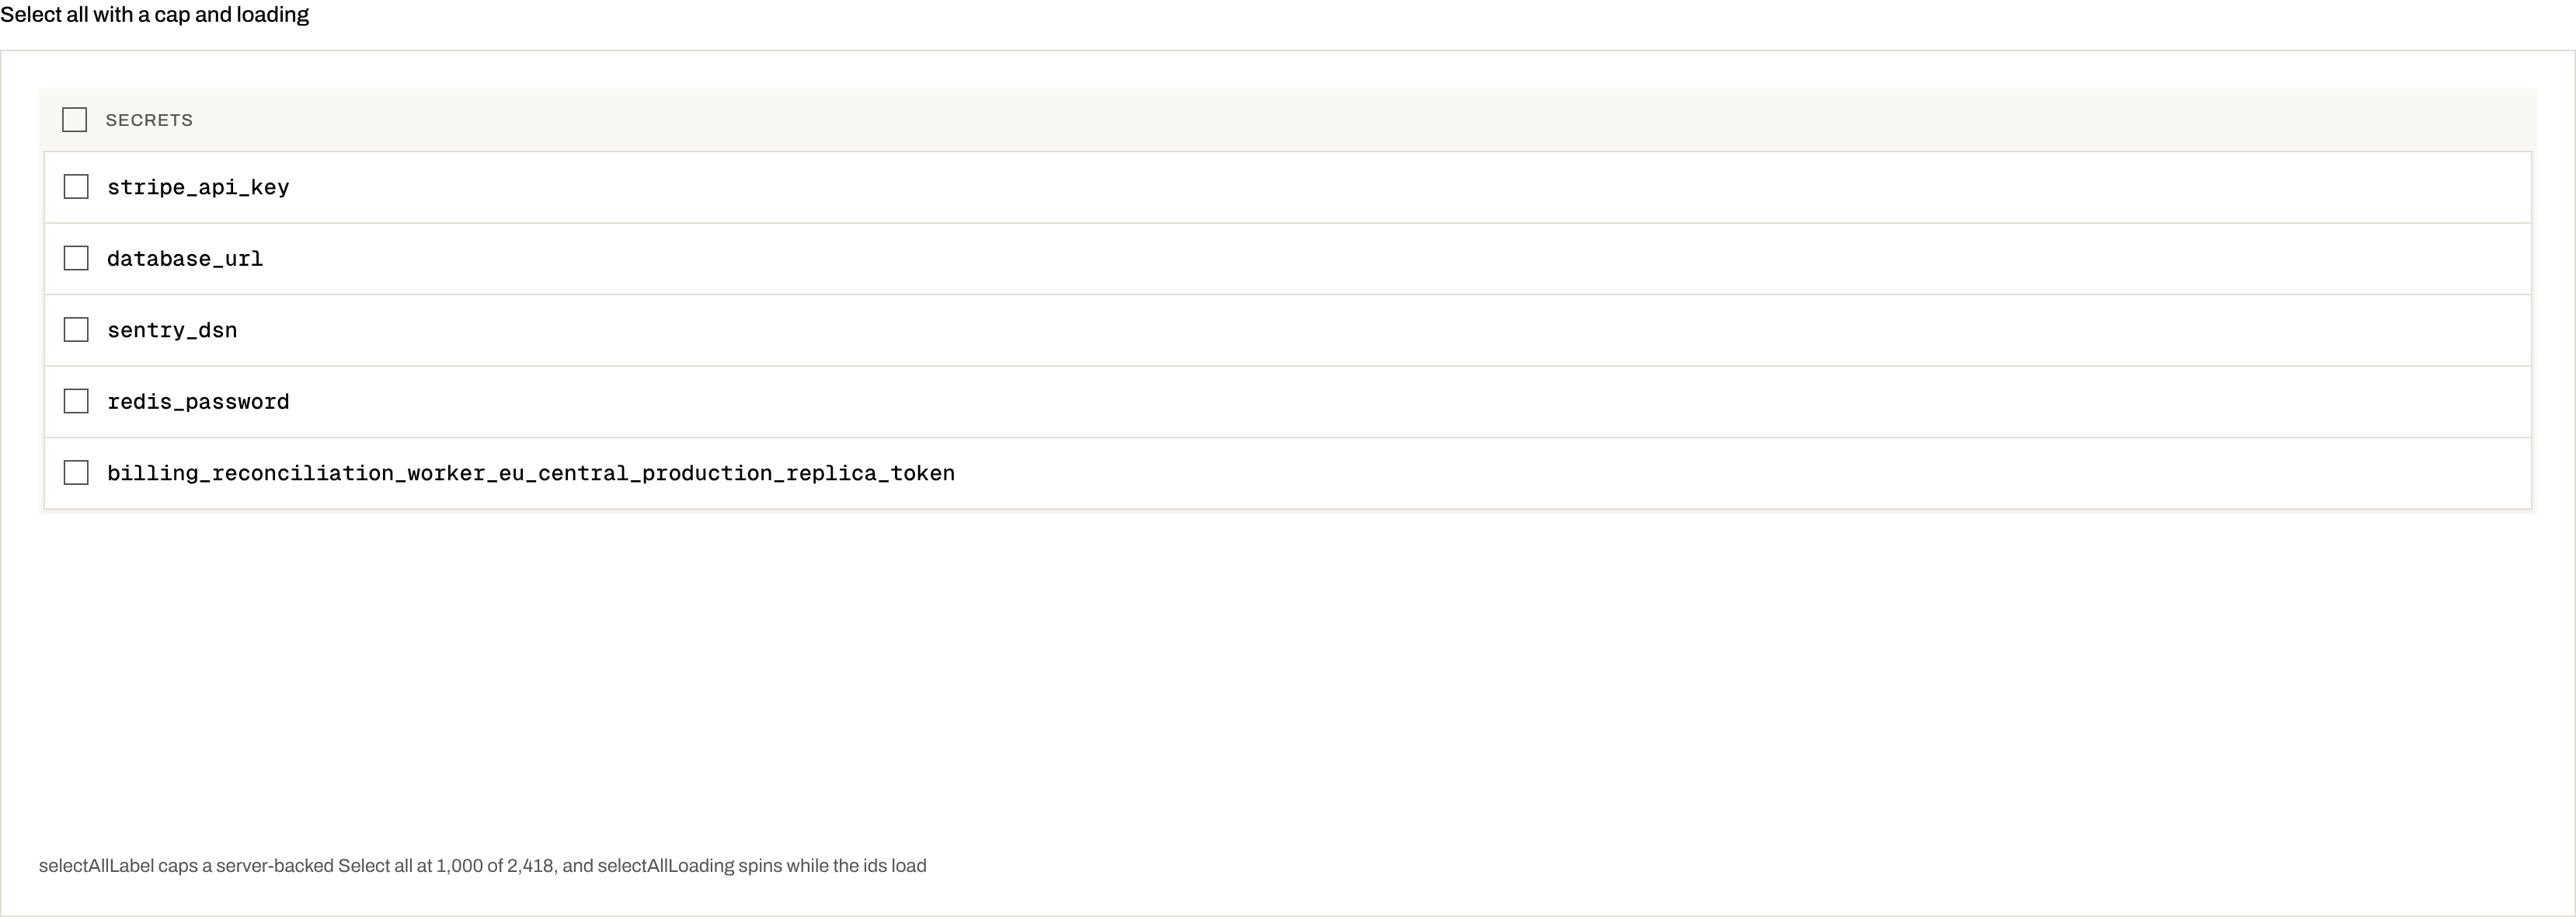 Select all with a cap and loading
SECRETS
stripe_api_key
database_url
sentry_dsn
redis_password
billing_reconciliation_worker_eu_central_production_replica_token
selectAllLabel caps a server-backed Select all at 1,000 of 2,418, and selectAllLoading spins while the ids load